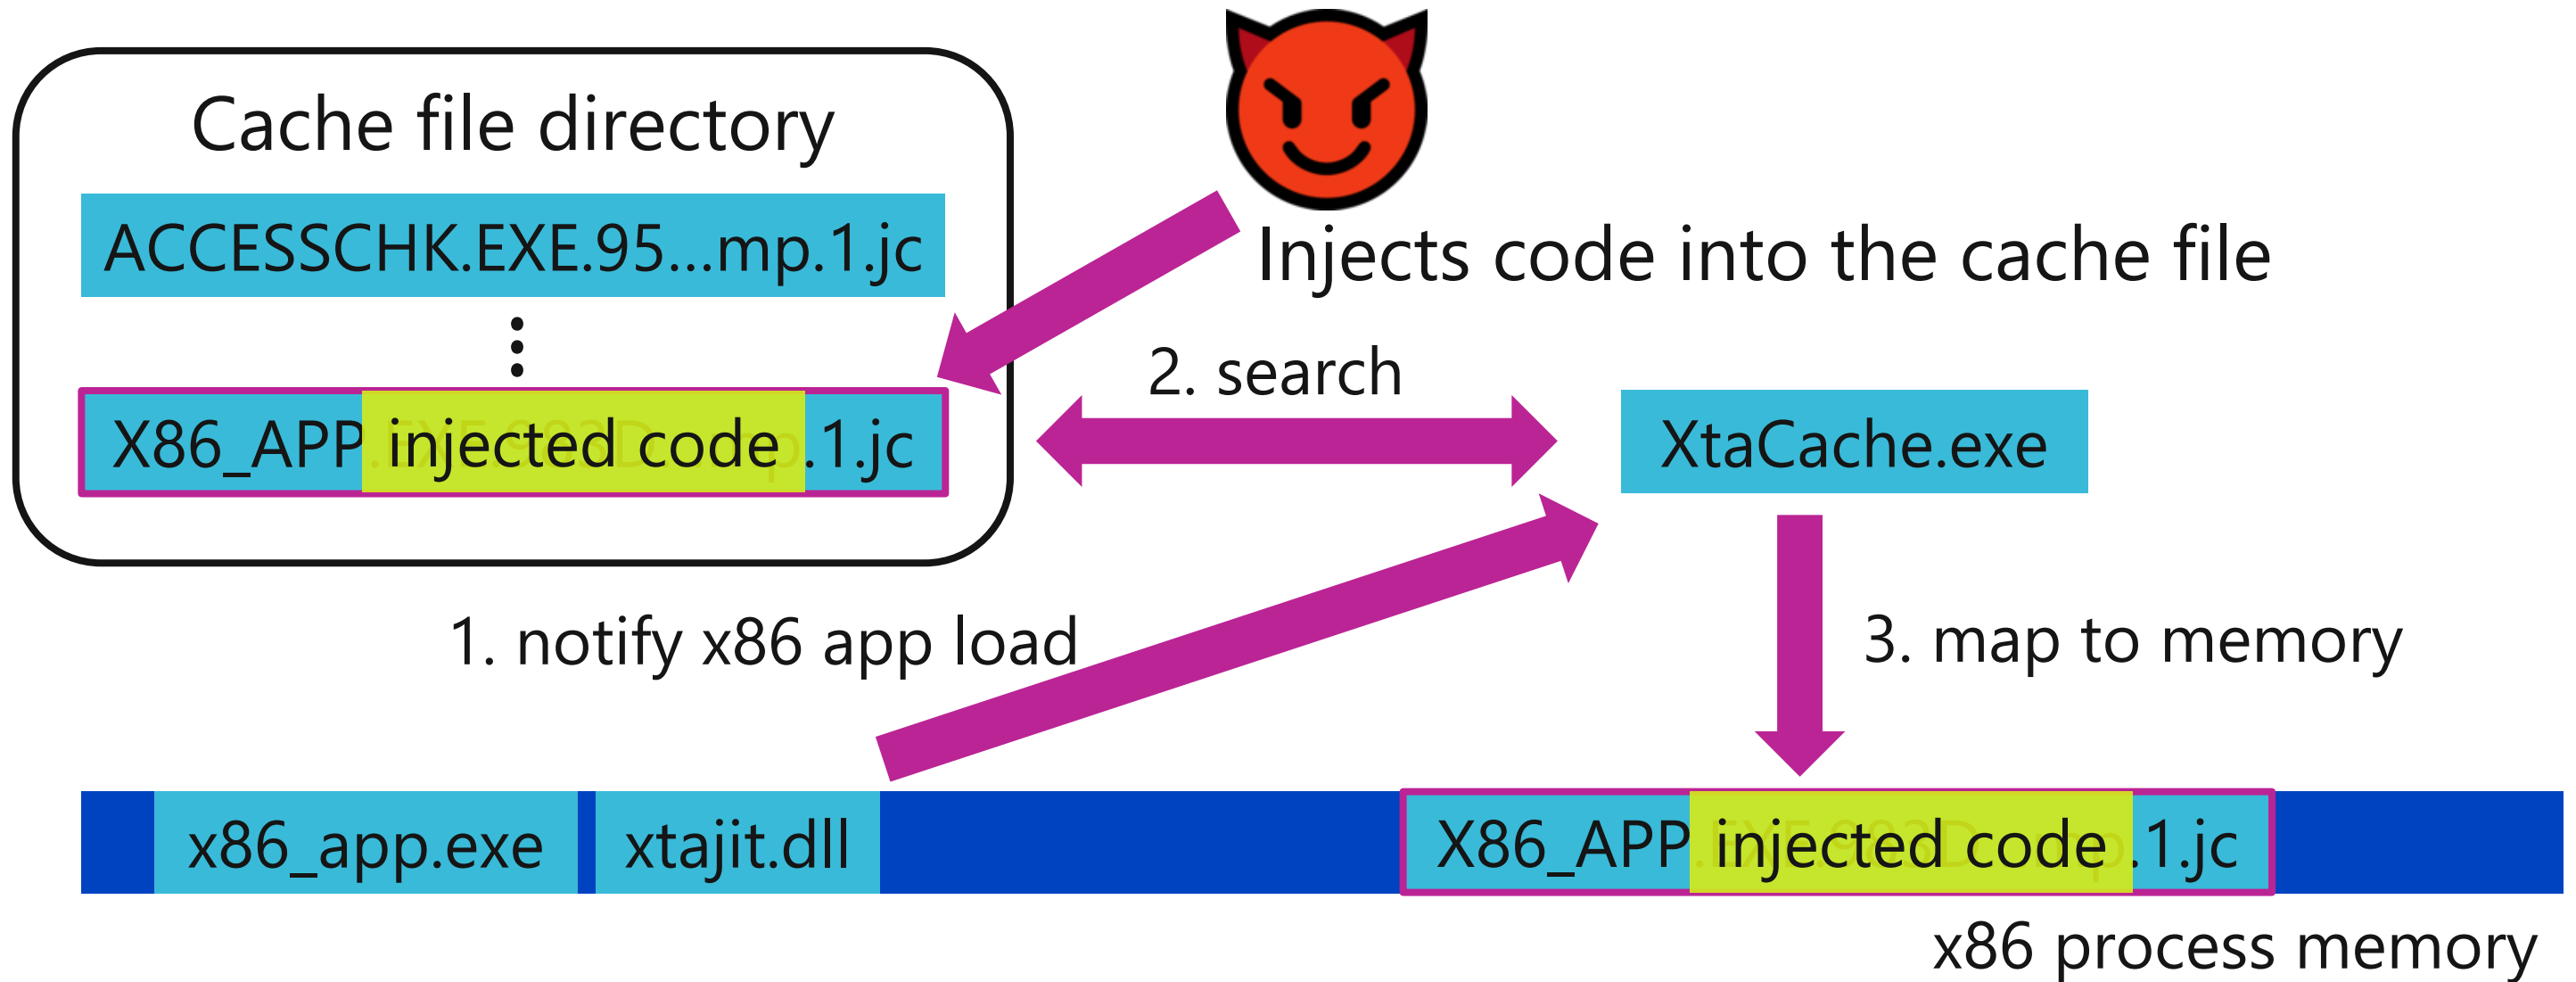 Cache file directory
ACCESSCHK.EXE.95...mp.1.jc
Injects code into the cache file
2. search
X86_APP injected code .1.jc
XtaCache.exe
1. notify x86 app load
3. map to memory
x86_app.exe
xtajit.dll
X86_APP injected code .1.jc
x86 process memory